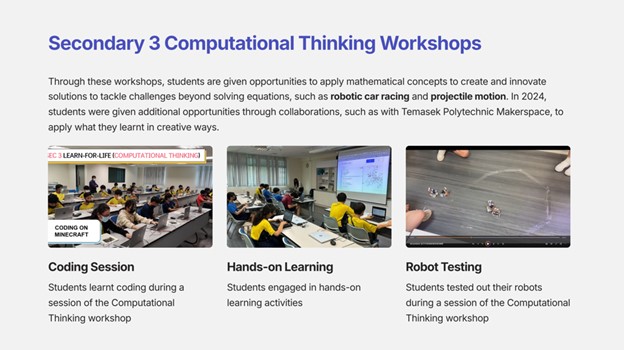 Secondary 3 Computational Thinking Workshops
Through these workshops, students are given opportunities to apply mathematical concepts to create and innovate
solutions to tackle challenges beyond solving equations, such as robotic car racing and projectile motion. In 2024,
students were given additional opportunities through collaborations, such as with Temasek Polytechnic Makerspace, to
apply what they learnt in creative ways.
SEC 3 LEARN-FOR-LIFE (COMPUTATIONAL THINKING)
CODING ON
MINECRAFT
Coding Session
Students learnt coding during a
session of the Computational
Thinking workshop
Hands-on Learning
Students engaged in hands-on
learning activities
Robot Testing
Students tested out their robots
during a session of the Computational
Thinking workshop